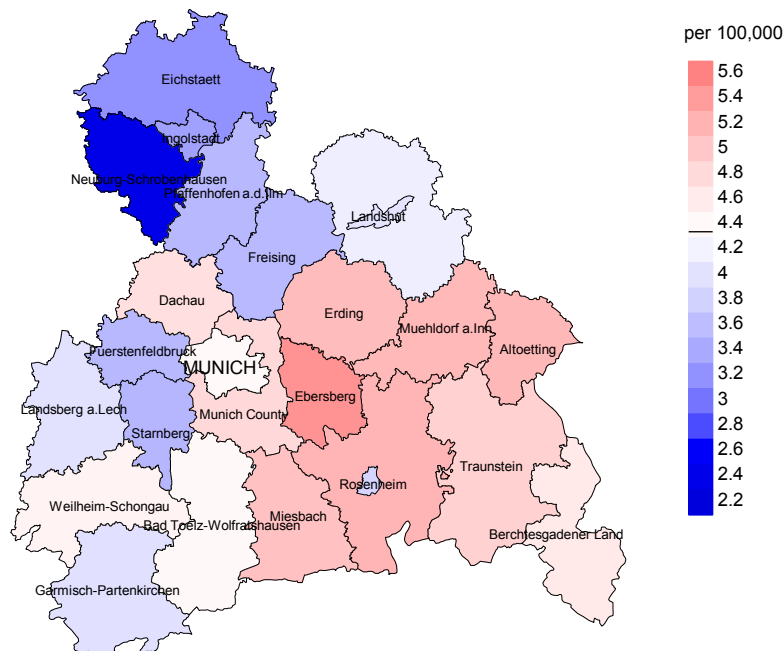 per 100,000
5.6
5.4
5.2
5
4.8
4.6
4.4
4.2
4
3.8
3.6
3.4
3.2
3
2.8
2.6
2.4
2.2
Eichstaett
Ingolstadt
Neuburg-Schrobenhausen
Pfaffenhofen a.d.Ilm
Landshut
Freising
Dachau
Erding
Muehldorf a.Inn
Altoetting
Fuerstenfeldbruck
MUNICH
Ebersberg
Landsberg a.Lech
Munich County
Starnberg
Traunstein
Rosenheim
Weilheim-Schongau
Miesbach
Bad Toelz-Wolfratshausen
Berchtesgadener Land
Garmisch-Partenkirchen